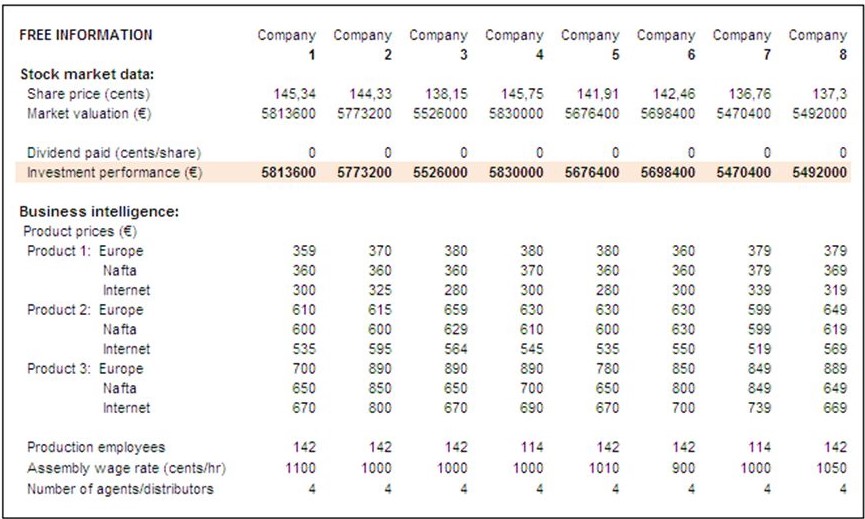 FREE INFORMATION Company Company Company Company Company Company Company Company
1 2 3 4 5 6 7 8
Stock market data:
Share price (cents) 145,34 144,33 138,15 145,75 141,91 142,46 136,76 137,3
Market valuation (€) 5813600 5773200 5526000 5830000 5676400 5698400 5470400 5492000
Dividend paid (cents/share) 0 0 0 0 0 0 0 0
Investment performance (€) 5813600 5773200 5526000 5830000 5676400 5698400 5470400 5492000
Business intelligence:
Product prices (€)
Product 1: Europe 359 370 380 380 380 360 379 379
Nafta 360 360 360 370 360 360 379 369
Internet 300 325 280 300 280 300 339 319
Product 2: Europe 610 615 659 630 630 630 599 649
Nafta 600 600 629 610 600 630 599 619
Internet 535 595 564 545 535 550 519 569
Product 3: Europe 700 890 890 890 780 850 849 889
Nafta 650 850 650 700 650 800 849 649
Internet 670 800 670 690 670 700 739 669
Production employees 142 142 142 114 142 142 114 142
Assembly wage rate (cents/hr) 1100 1000 1000 1000 1010 900 1000 1050
Number of agents/distributors 4 4 4 4 4 4 4 4